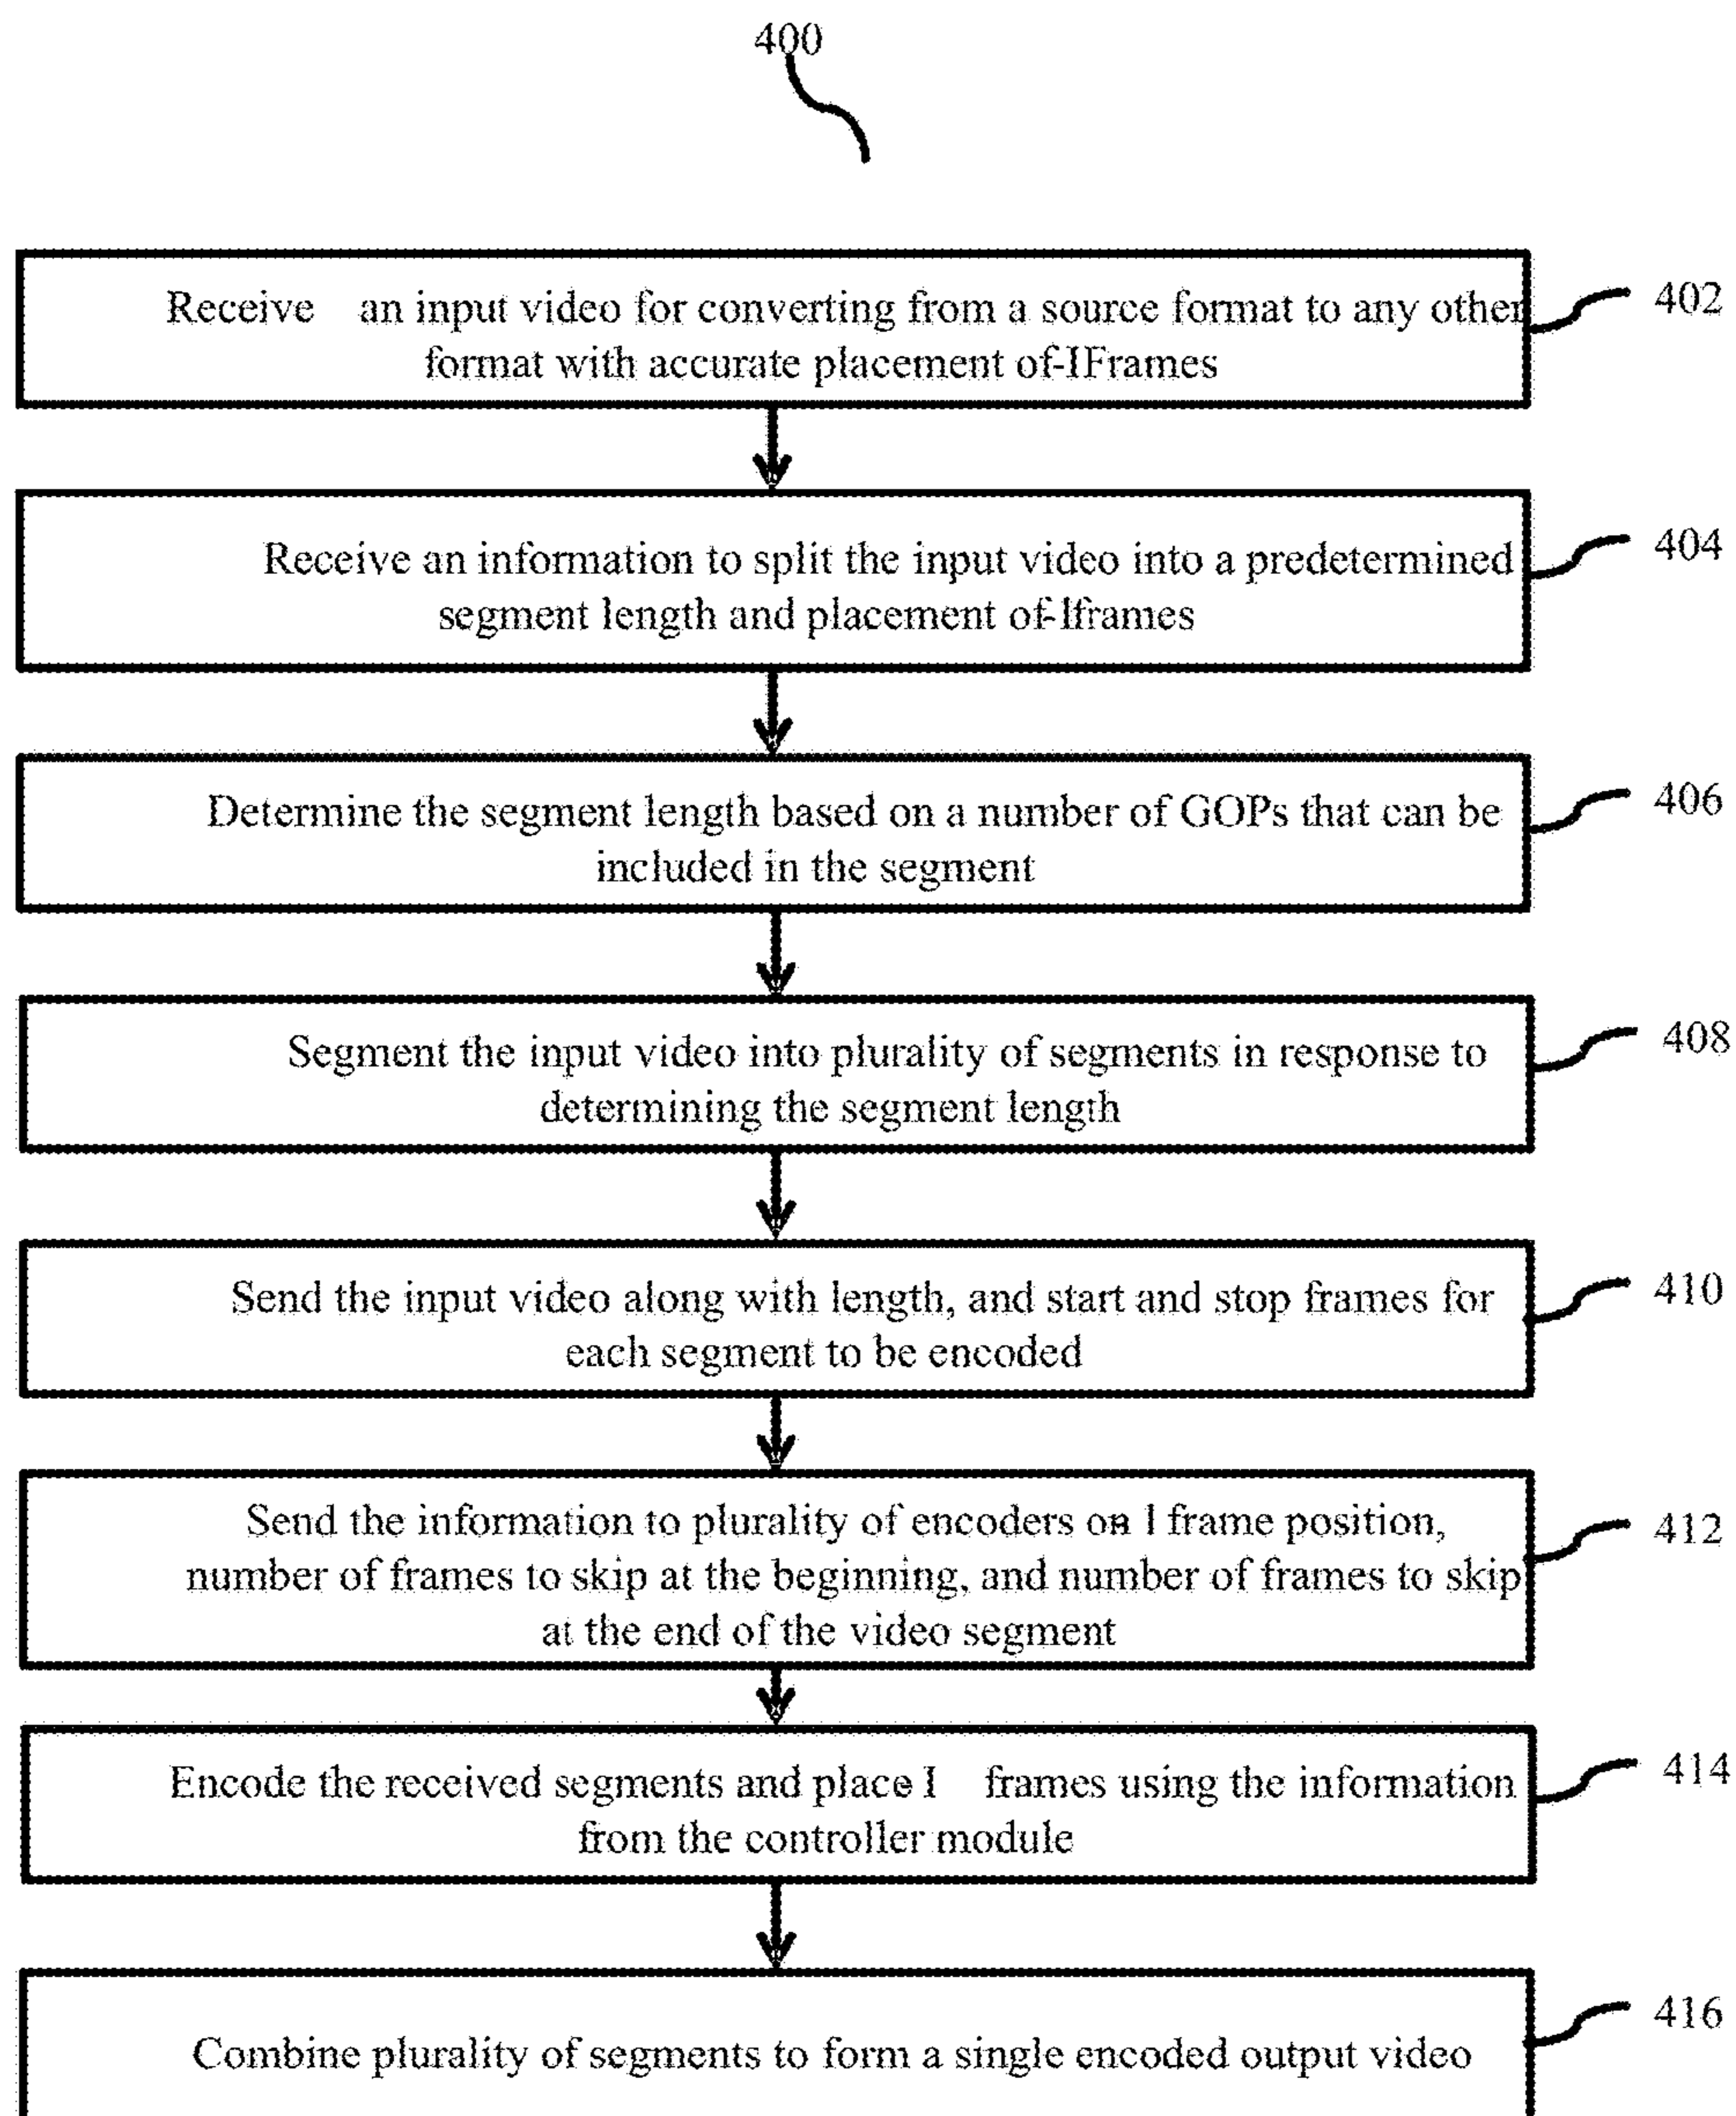 400
Receive an input video for converting from a source format to any other
format with accurate placement of-IFrames
402
Receive an information to split the input video into a predetermined
segment length and placement of-Iframes
404
Determine the segment length based on a number of GOPs that can be
included in the segment
406
Segment the input video into plurality of segments in response to
determining the segment length
408
Send the input video along with length, and start and stop frames for
each segment to be encoded
410
Send the information to plurality of encoders on I frame position,
number of frames to skip at the beginning, and number of frames to skip
at the end of the video segment
412
Encode the received segments and place I frames using the information
from the controller module
414
Combine plurality of segments to form a single encoded output video
416